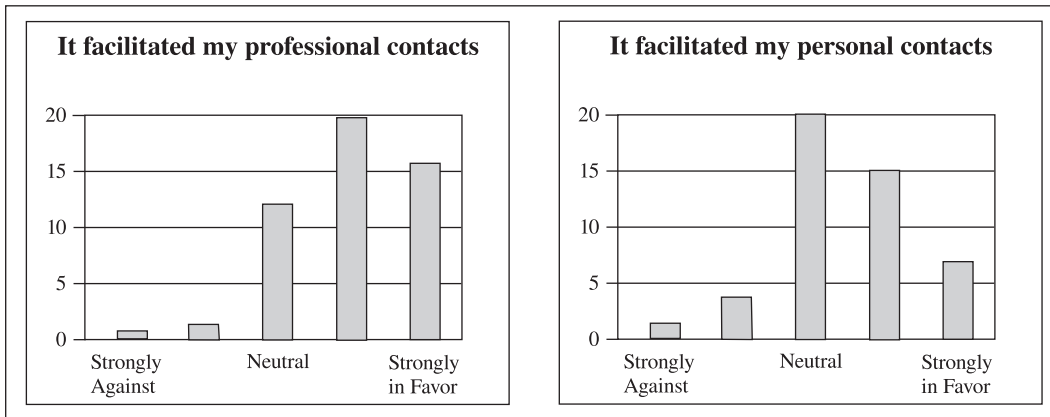 It facilitated my professional contacts
20
15
10
5
0
Strongly Against
Neutral
Strongly in Favor
It facilitated my personal contacts
20
15
10
5
0
Strongly Against
Neutral
Strongly in Favor